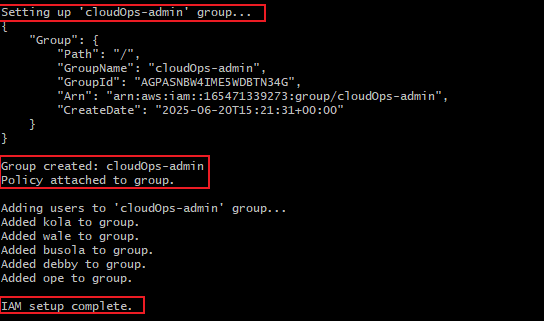 Setting up 'cloudOps-admin' group...
{
    "Group": {
        "Path": "/",
        "GroupName": "cloudOps-admin",
        "GroupId": "AGPASNBW4IME5WDBTN34G",
        "Arn": "arn:aws:iam::165471339273:group/cloudOps-admin",
        "CreateDate": "2025-06-20T15:21:31+00:00"
    }
}
Group created: cloudOps-admin
Policy attached to group.
Adding users to 'cloudOps-admin' group...
Added kola to group.
Added wale to group.
Added busola to group.
Added debby to group.
Added ope to group.
IAM setup complete.